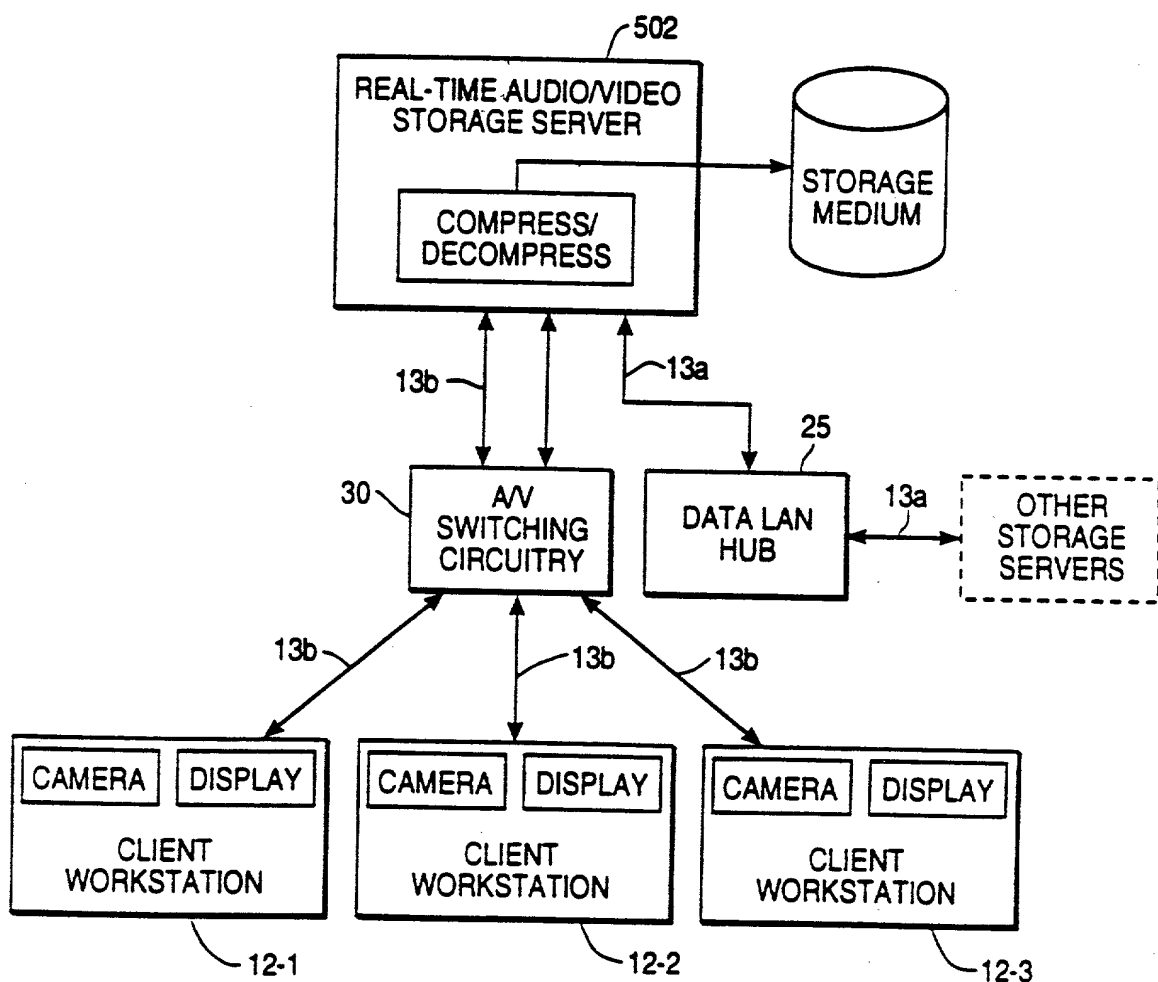 502
REAL-TIME AUDIO/VIDEO
STORAGE SERVER
COMPRESS/
DECOMPRESS
STORAGE
MEDIUM
13b
13a
30
A/V
SWITCHING
CIRCUITRY
25
DATA LAN
HUB
13a
OTHER
STORAGE
SERVERS
13b
13b
13b
CAMERA
DISPLAY
CLIENT
WORKSTATION
12-1
CAMERA
DISPLAY
CLIENT
WORKSTATION
12-2
CAMERA
DISPLAY
CLIENT
WORKSTATION
12-3